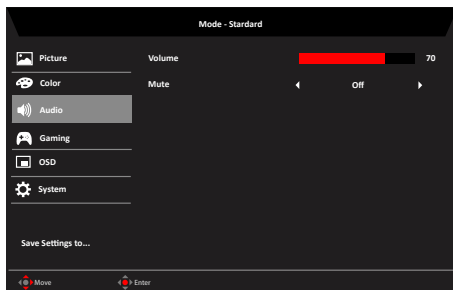 Mode - Stardard
Picture
Volume 70
Color
Mute Off
Audio
Gaming
OSD
System
Save Settings to...
Move Enter